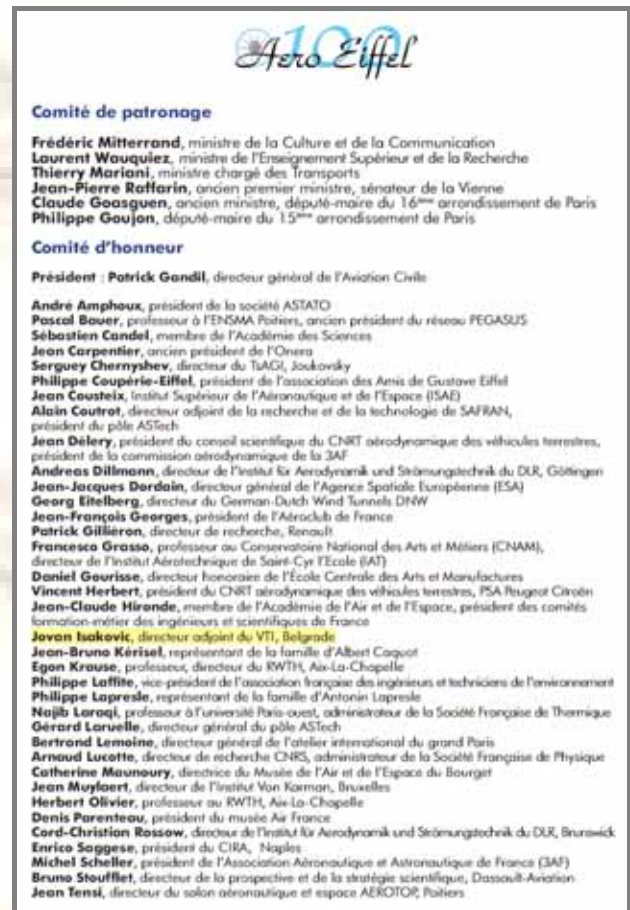 100
Aero Eiffel
Comité de patronage
Frédéric Mitterrand, ministre de la Culture et de la Communication
Laurent Wauquiez, ministre de l'Enseignement Supérieur et de la Recherche
Thierry Mariani, ministre chargé des Transports
Jean-Pierre Raffarin, ancien premier ministre, sénateur de la Vienne
Claude Goasguen, ancien ministre, député-maire du 16ème arrondissement de Paris
Philippe Goujon, député-maire du 15ème arrondissement de Paris
Comité d'honneur
Président : Patrick Gandil, directeur général de l'Aviation Civile
André Amphoux, président de la société ASTATO
Pascal Bauer, professeur à l'ENSMA Poitiers, ancien président du réseau PEGASUS
Sébastien Candel, membre de l'Académie des Sciences
Jean Carpentier, ancien président de l'Onera
Serguey Chernyshev, directeur du TsAGI, Joukovsky
Philippe Coupérie-Eiffel, président de l'association des Amis de Gustave Eiffel
Jean Cousteix, Institut Supérieur de l'Aéronautique et de l'Espace (ISAE)
Alain Coutrot, directeur adjoint de la recherche et de la technologie de SAFRAN,
président du pôle ASTech
Jean Délery, président du conseil scientifique du CNRT aérodynamique des véhicules terrestres,
président de la commission aérodynamique de la 3AF
Andreas Dillmann, directeur de l'Institut für Aerodynamik und Strömungstechnik du DLR, Göttingen
Jean-Jacques Dordain, directeur général de l'Agence Spatiale Européenne (ESA)
Georg Eitelberg, directeur du German-Dutch Wind Tunnels DNW
Jean-François Georges, président de l'Aéroclub de France
Patrick Gilliéron, directeur de recherche, Renault
Francesco Grasso, professeur au Conservatoire National des Arts et Métiers (CNAM),
directeur de l'Institut Aérotechnique de Saint-Cyr l'Ecole (IAT)
Daniel Gourisse, directeur honoraire de l'École Centrale des Arts et Manufactures
Vincent Herbert, président du CNRT aérodynamique des véhicules terrestres, PSA Peugeot Citroën
Jean-Claude Hironde, membre de l'Académie de l'Air et de l'Espace, président des comités
formation-métier des ingénieurs et scientifiques de France
Jovan Isakovic, directeur adjoint du VTI, Belgrade
Jean-Bruno Kérisel, représentant de la famille d'Albert Caquot
Egon Krause, professeur, directeur du RWTH, Aix-La-Chapelle
Philippe Laffite, vice-président de l'association française des ingénieurs et techniciens de l'environnement
Philippe Lapresle, représentant de la famille d'Antonin Lapresle
Najib Laraqi, professeur à l'université Paris-ouest, administrateur de la Société Française de Thermique
Gérard Laruelle, directeur général du pôle ASTech
Bertrand Lemoine, directeur général de l'atelier international du grand Paris
Arnaud Lucotte, directeur de recherche CNRS, administrateur de la Société Française de Physique
Catherine Maunoury, directrice du Musée de l'Air et de l'Espace du Bourget
Jean Muylaert, directeur de l'Institut Von Karman, Bruxelles
Herbert Olivier, professeur au RWTH, Aix-La-Chapelle
Denis Parenteau, président du musée Air France
Cord-Christian Rossow, directeur de l'Institut für Aerodynamik und Strömungstechnik du DLR, Brunswick
Enrico Saggese, président du CIRA, Naples
Michel Scheller, président de l'Association Aéronautique et Astronautique de France (3AF)
Bruno Stoufflet, directeur de la prospective et de la stratégie scientifique, Dassault-Aviation
Jean Tensi, directeur du salon aéronautique et espace AEROTOP, Poitiers